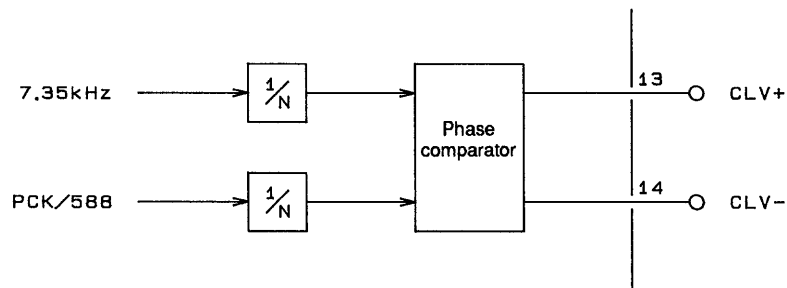 7.35kHz
1/N
13
CLV+
Phase
comparator
PCK/588
1/N
14
CLV-